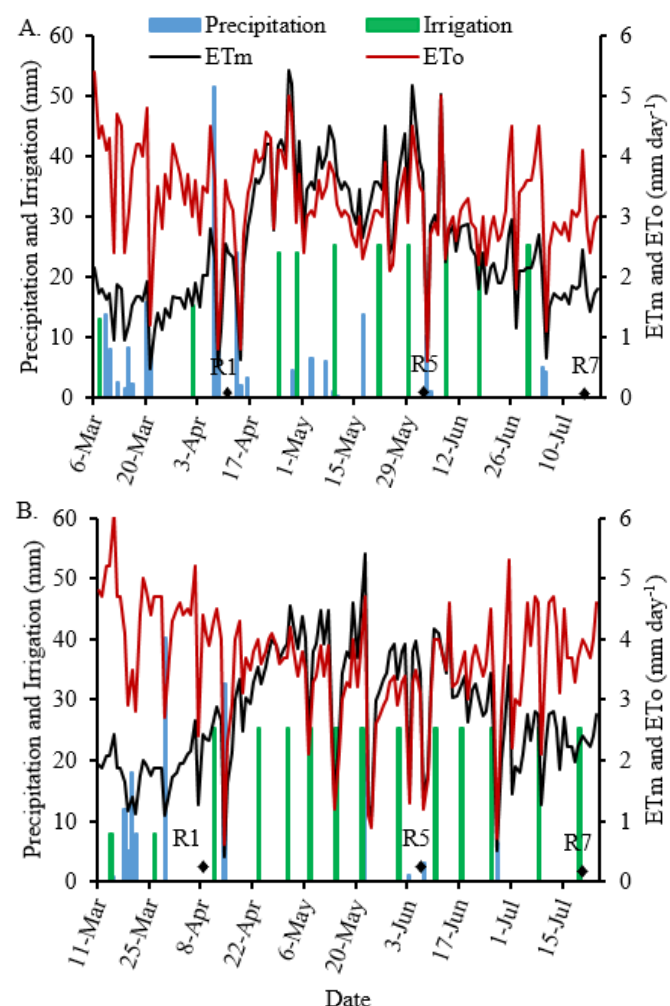 A.
Precipitation
Irrigation
ETm
ETo
Precipitation and Irrigation (mm)
60
50
40
30
20
10
0
6
5
4
3
2
1
0
ETm and ETo (mm day⁻¹)
R1
R5
R7
6-Mar
20-Mar
3-Apr
17-Apr
1-May
15-May
29-May
12-Jun
26-Jun
10-Jul
B.
Precipitation and Irrigation (mm)
60
50
40
30
20
10
0
6
5
4
3
2
1
0
ETm and ETo (mm day⁻¹)
R1
R5
R7
11-Mar
25-Mar
8-Apr
22-Apr
6-May
20-May
3-Jun
17-Jun
1-Jul
15-Jul
Date